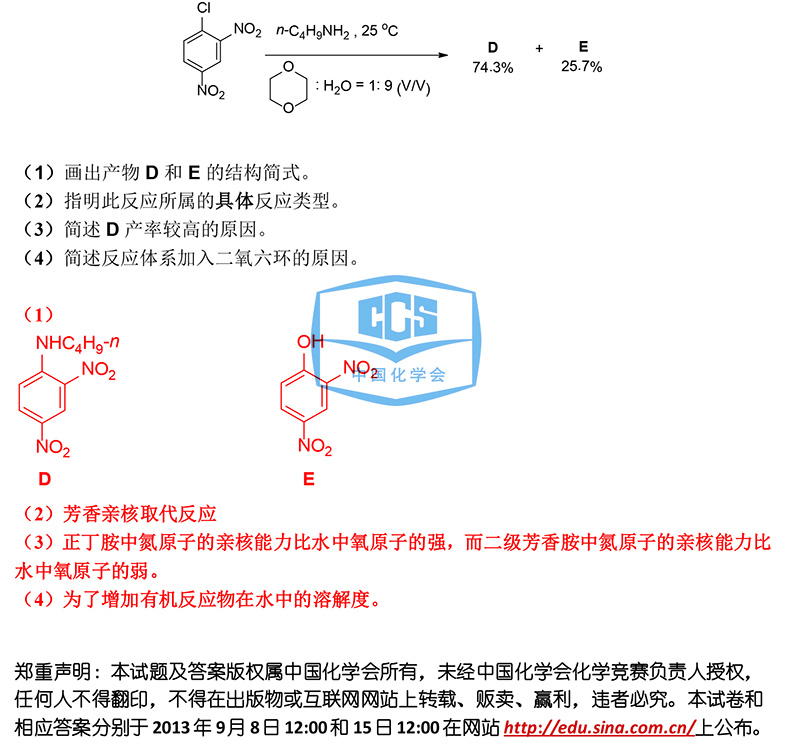 Cl
NO2
NO2
n-C4H9NH2 , 25 ºC
O
O
: H2O = 1: 9 (V/V)
D + E
74.3% 25.7%
（1）画出产物 D 和 E 的结构简式。
（2）指明此反应所属的具体反应类型。
（3）简述 D 产率较高的原因。
（4）简述反应体系加入二氧六环的原因。
CCS
中国化学会
（1）
NHC4H9-n
NO2
NO2
D
OH
NO2
NO2
E
（2）芳香亲核取代反应
（3）正丁胺中氮原子的亲核能力比水中氧原子的强，而二级芳香胺中氮原子的亲核能力比
水中氧原子的弱。
（4）为了增加有机反应物在水中的溶解度。
郑重声明：本试题及答案版权属中国化学会所有，未经中国化学会化学竞赛负责人授权，
任何人不得翻印，不得在出版物或互联网网站上转载、贩卖、赢利，违者必究。本试卷和
相应答案分别于 2013 年 9 月 8 日 12:00 和 15 日 12:00 在网站 http://edu.sina.com.cn/上公布。